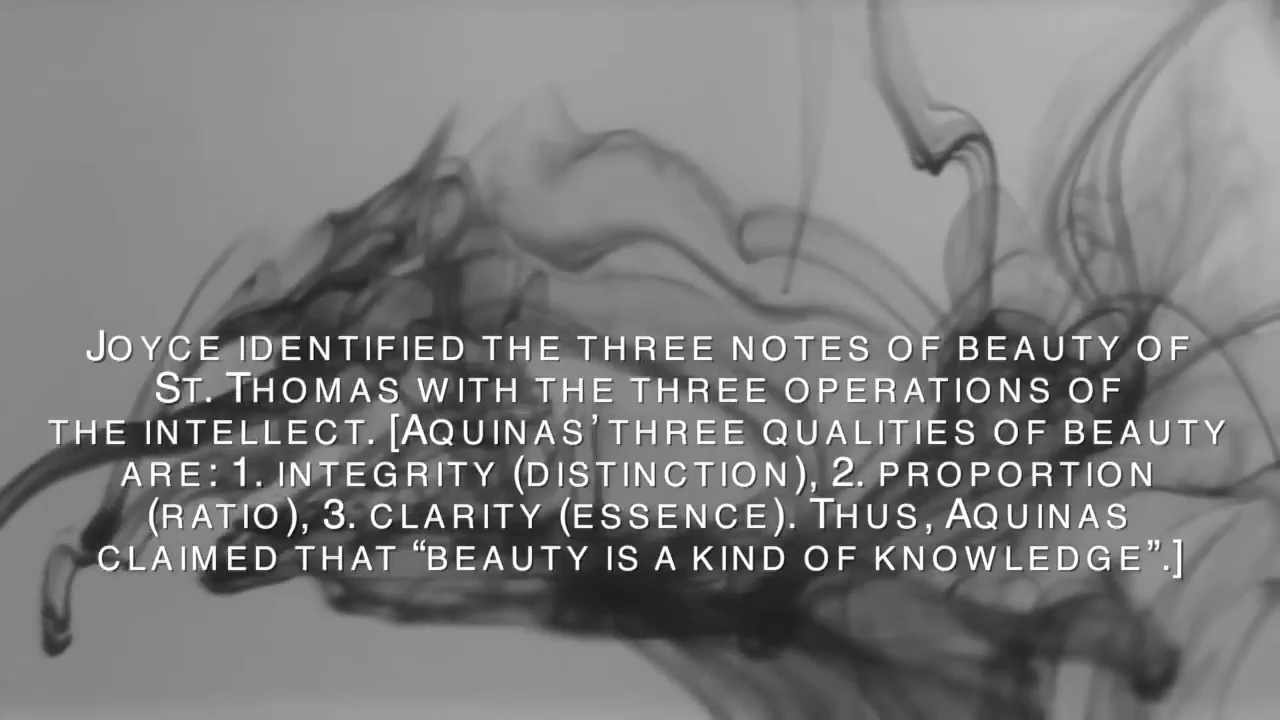 Joyce identified the three notes of beauty of
St. Thomas with the three operations of
the intellect. [Aquinas’ three qualities of beauty
are: 1. integrity (distinction), 2. proportion
(ratio), 3. clarity (essence). Thus, Aquinas
claimed that “beauty is a kind of knowledge”.]